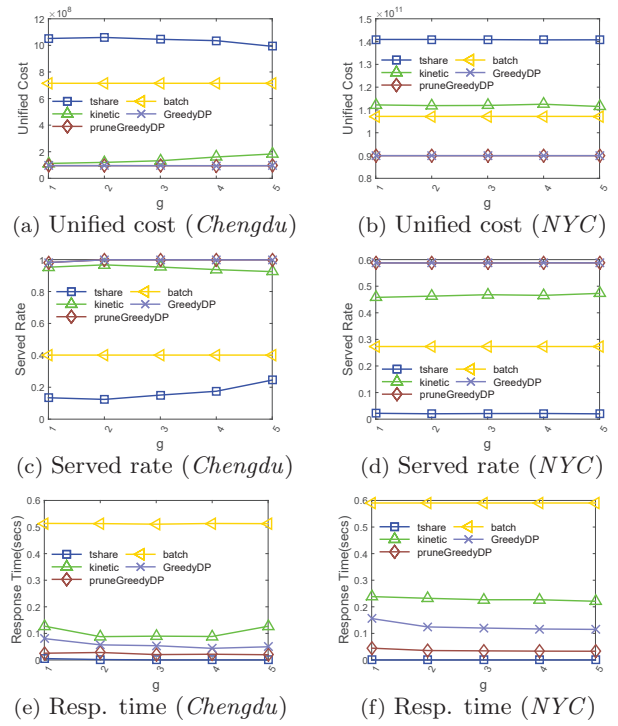 ×10^8
12
10
8
6
4
2
0
Unified Cost
tshare
batch
kinetic
GreedyDP
pruneGreedyDP
1 2 3 4 5
g
(a) Unified cost (Chengdu)
×10^11
1.5
1.4
1.3
1.2
1.1
1
0.9
0.8
Unified Cost
tshare
batch
kinetic
GreedyDP
pruneGreedyDP
1 2 3 4 5
g
(b) Unified cost (NYC)
1
0.8
0.6
0.4
0.2
0
Served Rate
tshare
batch
kinetic
GreedyDP
pruneGreedyDP
1 2 3 4 5
g
(c) Served rate (Chengdu)
0.6
0.5
0.4
0.3
0.2
0.1
0
Served Rate
tshare
batch
kinetic
GreedyDP
pruneGreedyDP
1 2 3 4 5
g
(d) Served rate (NYC)
0.6
0.5
0.4
0.3
0.2
0.1
0
Response Time(secs)
tshare
batch
kinetic
GreedyDP
pruneGreedyDP
1 2 3 4 5
g
(e) Resp. time (Chengdu)
0.6
0.5
0.4
0.3
0.2
0.1
0
Response Time(secs)
tshare
batch
kinetic
GreedyDP
pruneGreedyDP
1 2 3 4 5
g
(f) Resp. time (NYC)